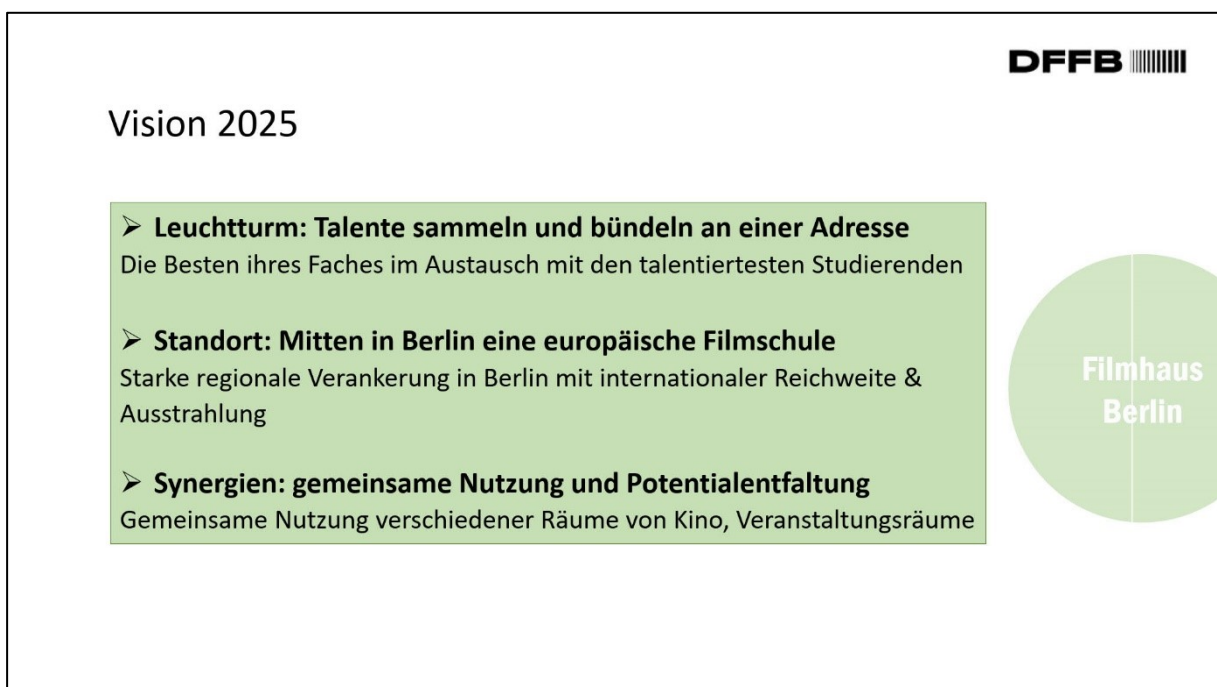 DFFB
Vision 2025
➢ Leuchtturm: Talente sammeln und bündeln an einer Adresse
Die Besten ihres Faches im Austausch mit den talentiertesten Studierenden
➢ Standort: Mitten in Berlin eine europäische Filmschule
Starke regionale Verankerung in Berlin mit internationaler Reichweite &
Ausstrahlung
➢ Synergien: gemeinsame Nutzung und Potentialentfaltung
Gemeinsame Nutzung verschiedener Räume von Kino, Veranstaltungsräume
Filmhaus
Berlin